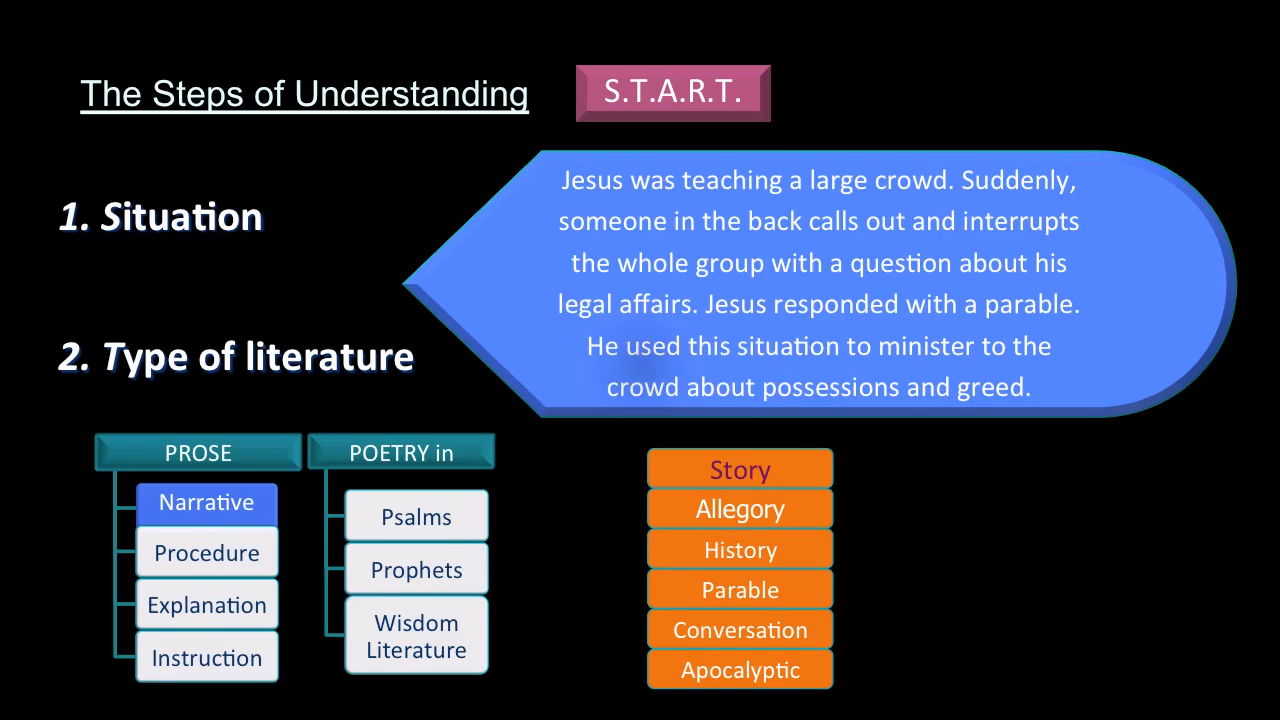 The Steps of Understanding
S.T.A.R.T.
1. Situation
Jesus was teaching a large crowd. Suddenly,
someone in the back calls out and interrupts
the whole group with a question about his
legal affairs. Jesus responded with a parable.
He used this situation to minister to the
crowd about possessions and greed.
2. Type of literature
PROSE
Narrative
Procedure
Explanation
Instruction
POETRY in
Psalms
Prophets
Wisdom
Literature
Story
Allegory
History
Parable
Conversation
Apocalyptic